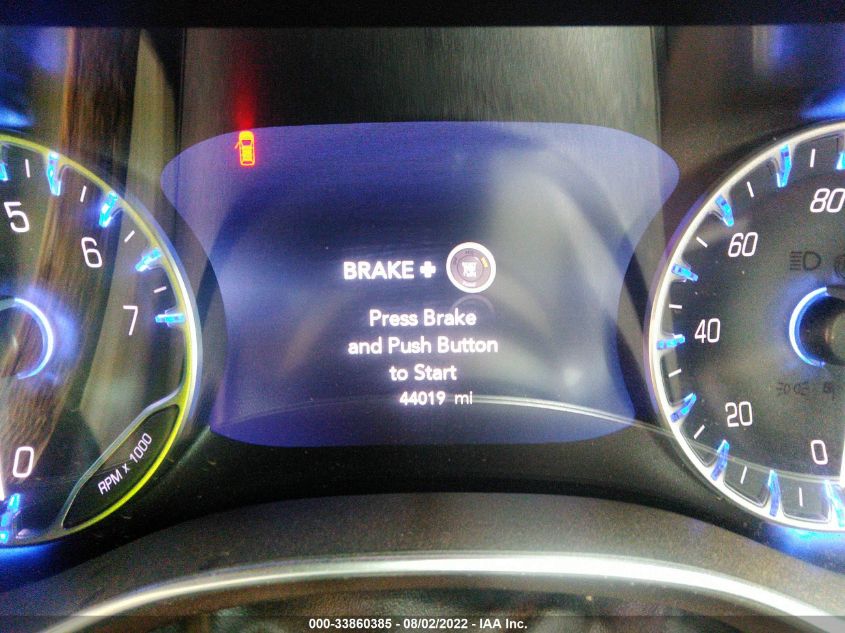 5
6
7
0
RPM x 1000
BRAKE +
Press Brake
and Push Button
to Start
44019 mi
80
60
40
20
0
000-33860385 - 08/02/2022 - IAA Inc.